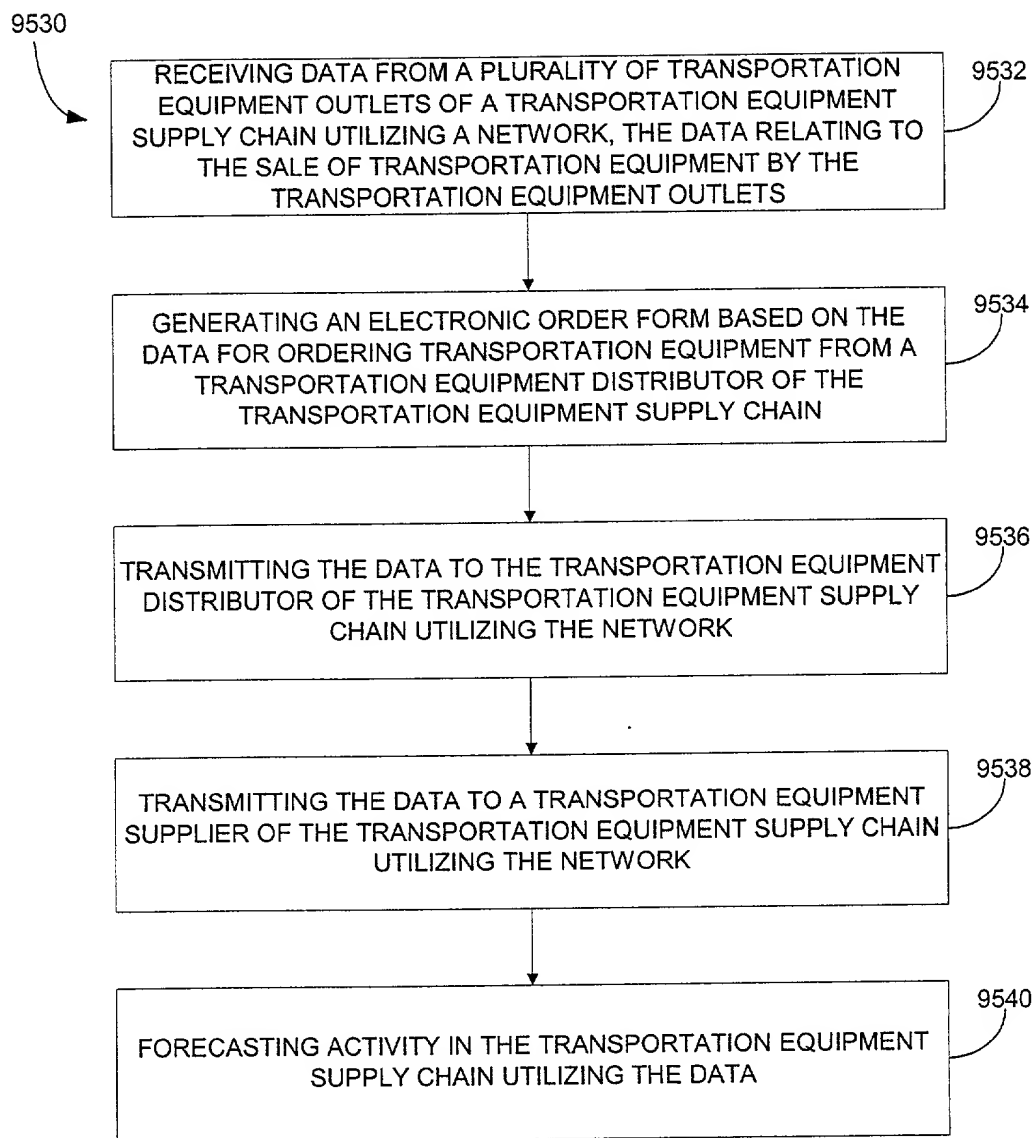 9530
RECEIVING DATA FROM A PLURALITY OF TRANSPORTATION
EQUIPMENT OUTLETS OF A TRANSPORTATION EQUIPMENT
SUPPLY CHAIN UTILIZING A NETWORK, THE DATA RELATING TO
THE SALE OF TRANSPORTATION EQUIPMENT BY THE
TRANSPORTATION EQUIPMENT OUTLETS
9532
GENERATING AN ELECTRONIC ORDER FORM BASED ON THE
DATA FOR ORDERING TRANSPORTATION EQUIPMENT FROM A
TRANSPORTATION EQUIPMENT DISTRIBUTOR OF THE
TRANSPORTATION EQUIPMENT SUPPLY CHAIN
9534
TRANSMITTING THE DATA TO THE TRANSPORTATION EQUIPMENT
DISTRIBUTOR OF THE TRANSPORTATION EQUIPMENT SUPPLY
CHAIN UTILIZING THE NETWORK
9536
TRANSMITTING THE DATA TO A TRANSPORTATION EQUIPMENT
SUPPLIER OF THE TRANSPORTATION EQUIPMENT SUPPLY CHAIN
UTILIZING THE NETWORK
9538
FORECASTING ACTIVITY IN THE TRANSPORTATION EQUIPMENT
SUPPLY CHAIN UTILIZING THE DATA
9540